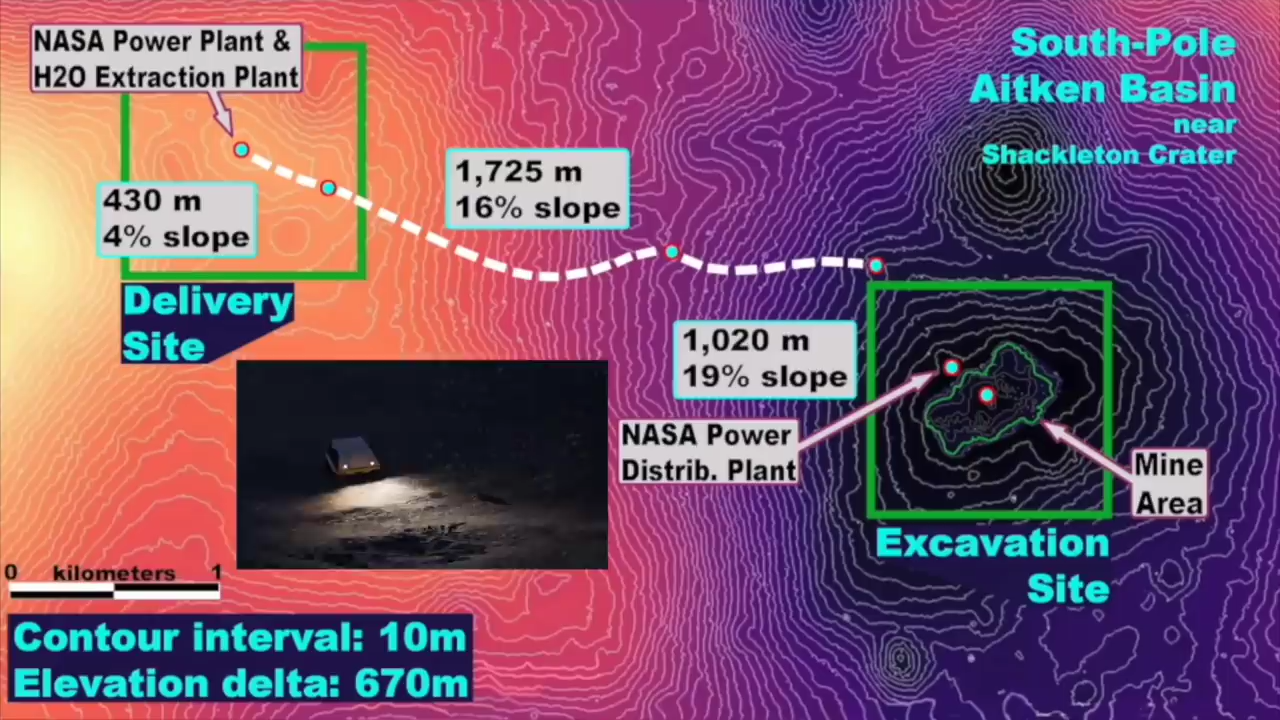 NASA Power Plant &
H2O Extraction Plant
South-Pole
Aitken Basin
near
Shackleton Crater
1,725 m
16% slope
430 m
4% slope
Delivery
Site
1,020 m
19% slope
NASA Power
Distrib. Plant
Mine
Area
Excavation
Site
0 kilometers 1
Contour interval: 10m
Elevation delta: 670m